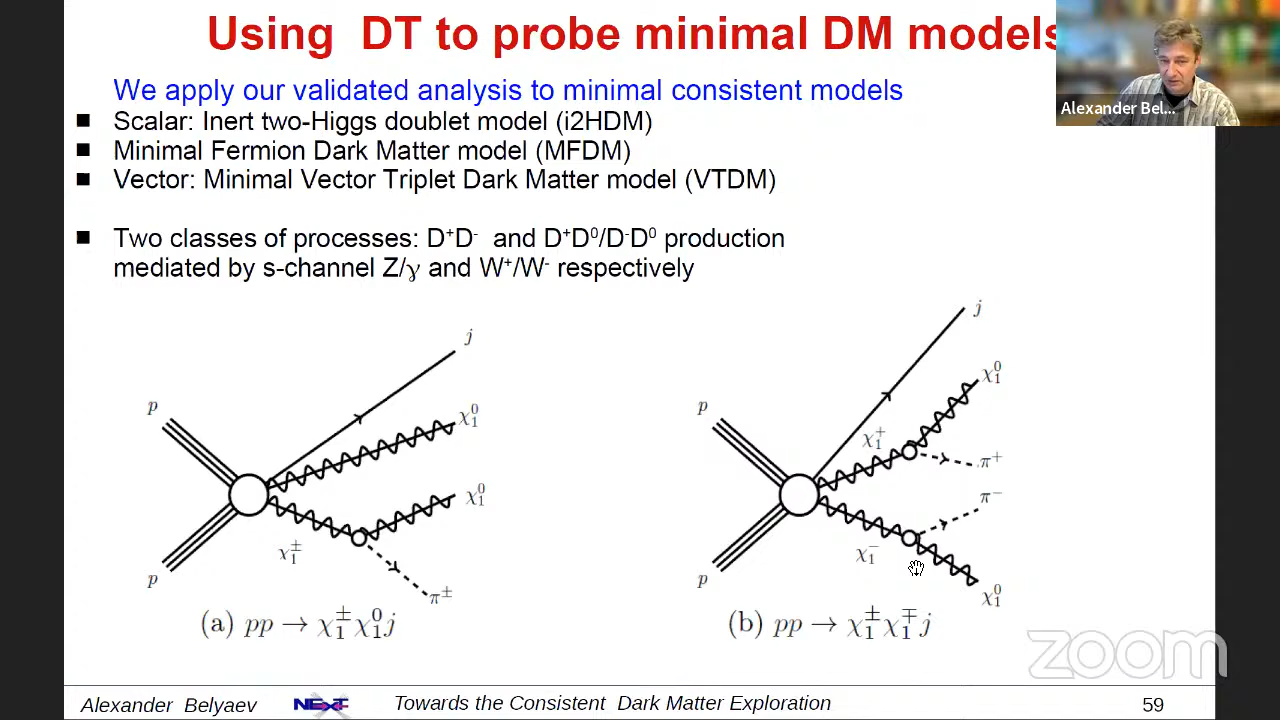 Using DT to probe minimal DM models
Alexander Bel...
We apply our validated analysis to minimal consistent models
■ Scalar: Inert two-Higgs doublet model (i2HDM)
■ Minimal Fermion Dark Matter model (MFDM)
■ Vector: Minimal Vector Triplet Dark Matter model (VTDM)
■ Two classes of processes: D⁺D⁻ and D⁺D⁰/D⁻D⁰ production
mediated by s-channel Z/γ and W⁺/W⁻ respectively
j
p
χ₁⁰
χ₁⁰
χ₁±
p
π±
(a) pp → χ₁±χ₁⁰j
j
χ₁⁰
p
χ₁⁺
π⁺
π⁻
χ₁⁻
p
χ₁⁰
(b) pp → χ₁±χ₁∓j
zoom
Alexander Belyaev
NEXT
Towards the Consistent Dark Matter Exploration
59